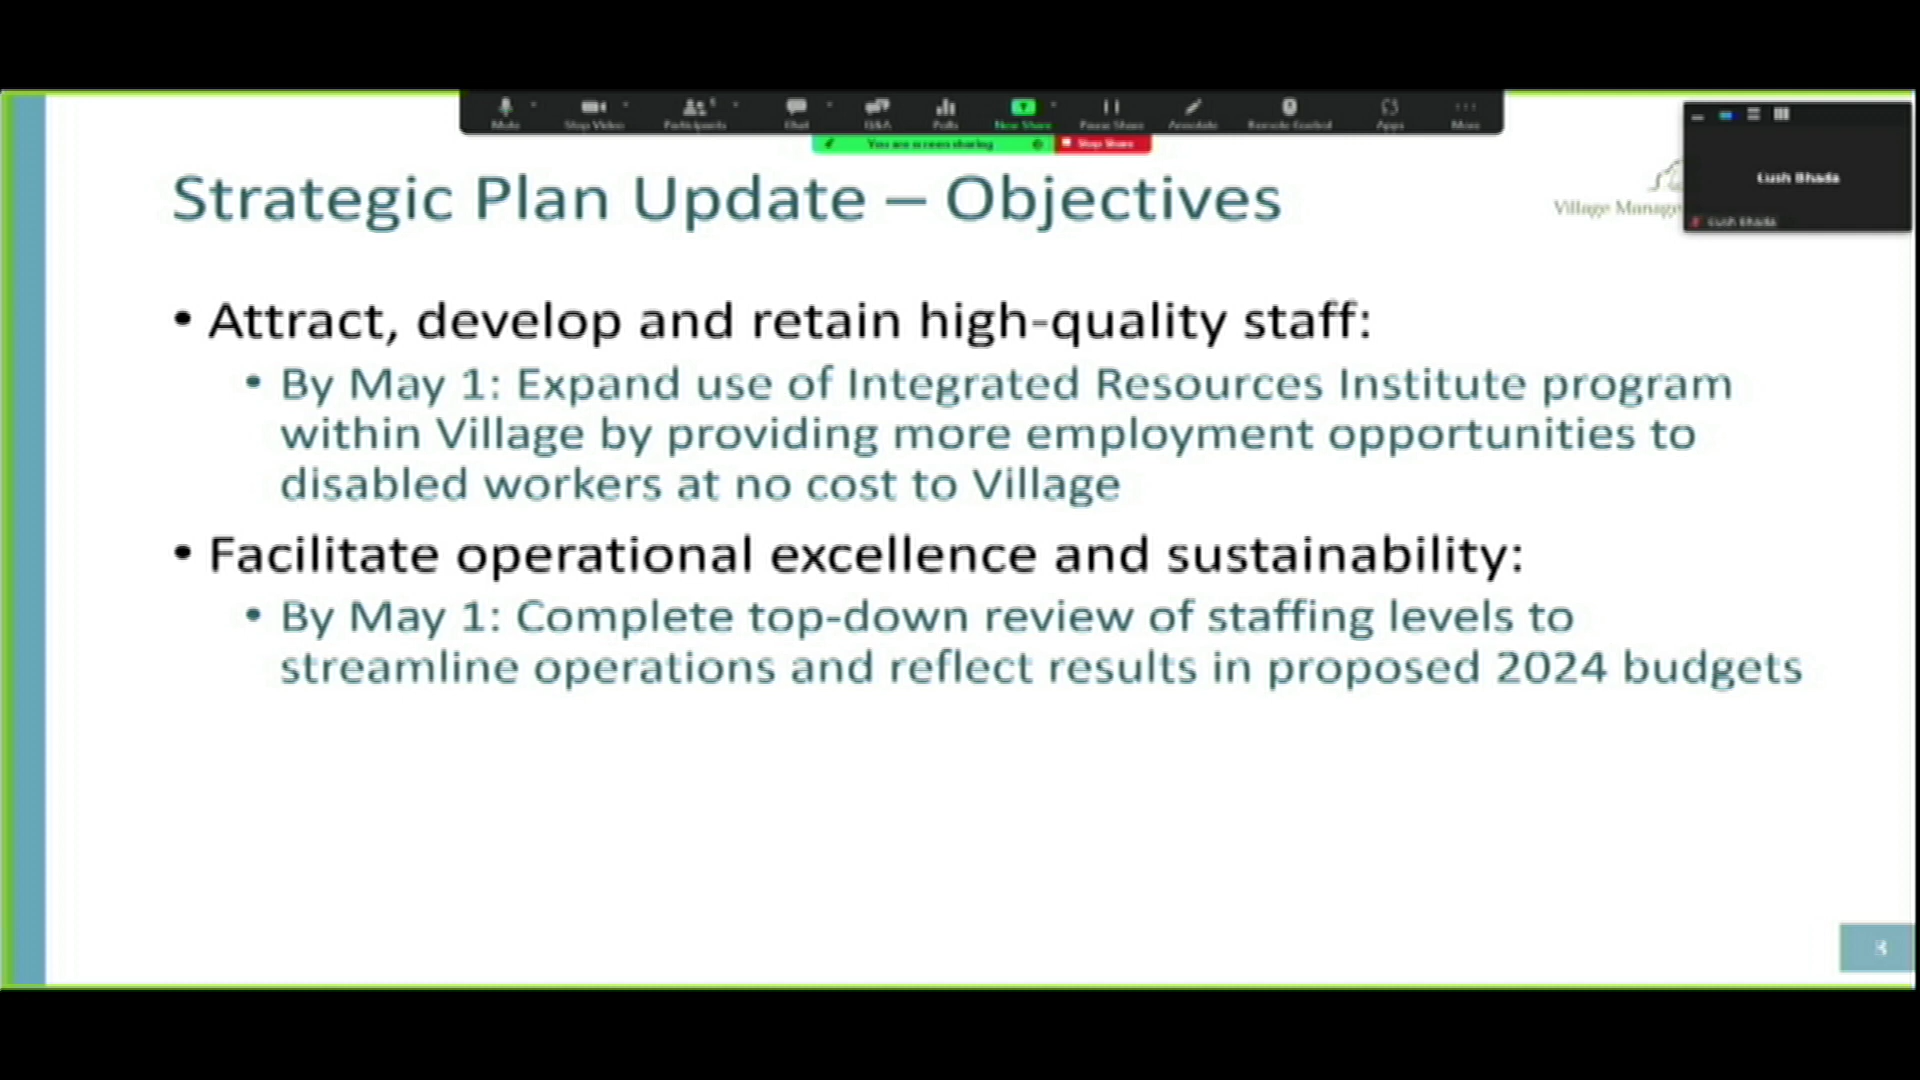 Mute
Stop Video
Participants
Chat
Q&A
Polls
New Share
Pause Share
Annotate
Remote Control
Apps
More
You are screen sharing
Stop Share
Strategic Plan Update – Objectives
Village
Lush Bhada
Lush Bhada
• Attract, develop and retain high-quality staff:
• By May 1: Expand use of Integrated Resources Institute program
within Village by providing more employment opportunities to
disabled workers at no cost to Village
• Facilitate operational excellence and sustainability:
• By May 1: Complete top-down review of staffing levels to
streamline operations and reflect results in proposed 2024 budgets